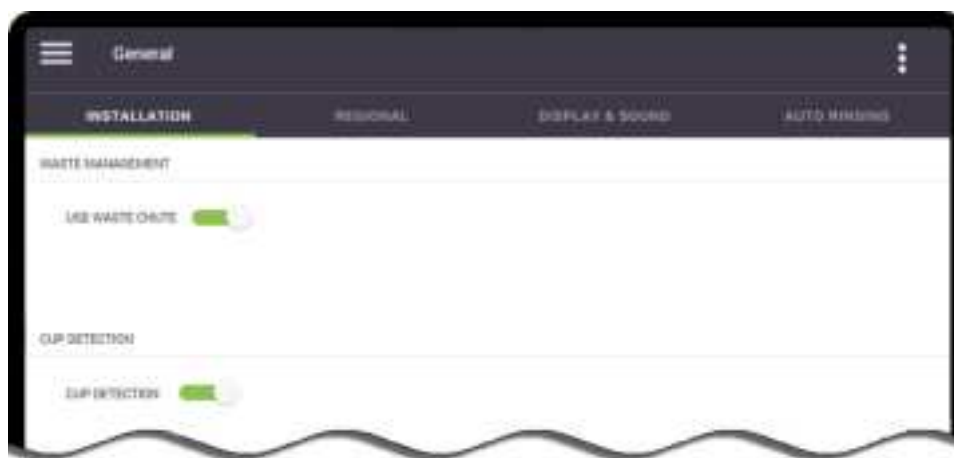 General
INSTALLATION REGIONAL DISPLAY & SOUND AUTO RINSING
WASTE MANAGEMENT
USE WASTE CHUTE
CUP DETECTION
CUP DETECTION